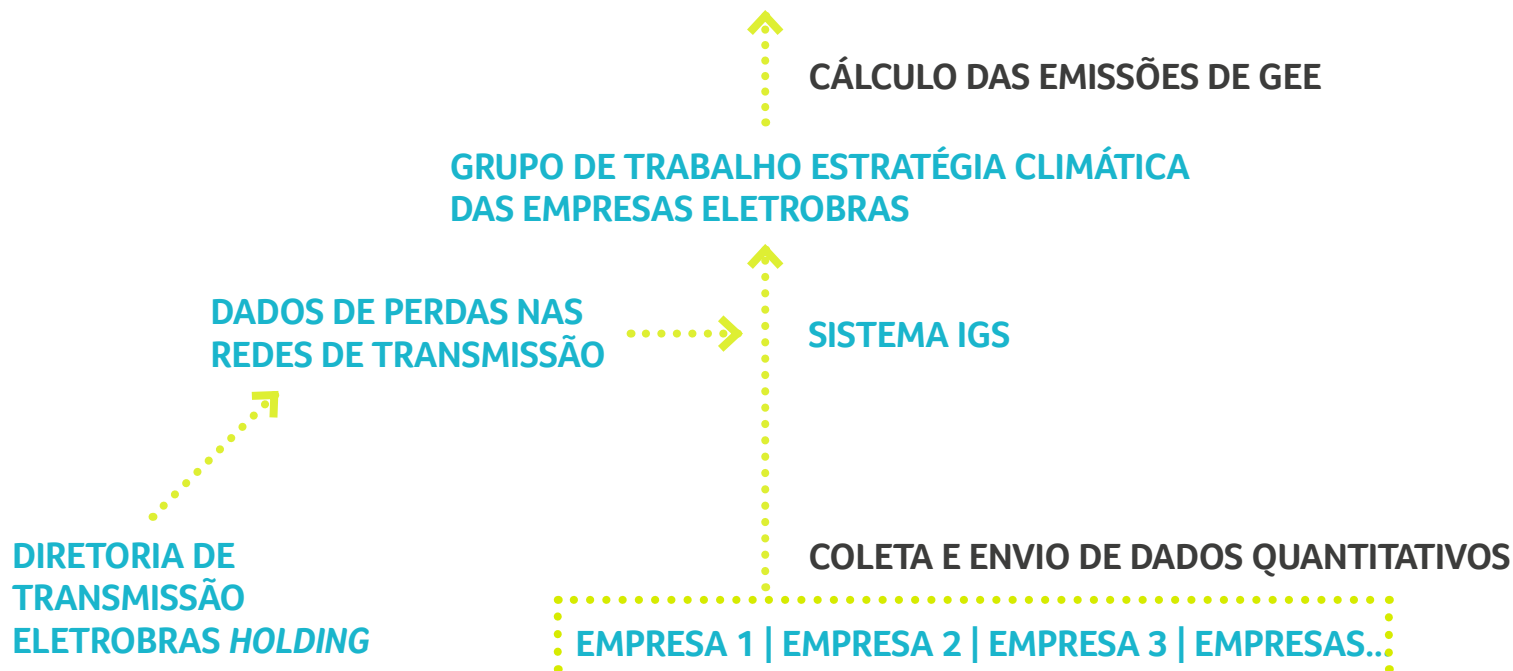 CÁLCULO DAS EMISSÕES DE GEE
GRUPO DE TRABALHO ESTRATÉGIA CLIMÁTICA
DAS EMPRESAS ELETROBRAS
DADOS DE PERDAS NAS
REDES DE TRANSMISSÃO
SISTEMA IGS
DIRETORIA DE
TRANSMISSÃO
ELETROBRAS HOLDING
COLETA E ENVIO DE DADOS QUANTITATIVOS
EMPRESA 1 | EMPRESA 2 | EMPRESA 3 | EMPRESAS...